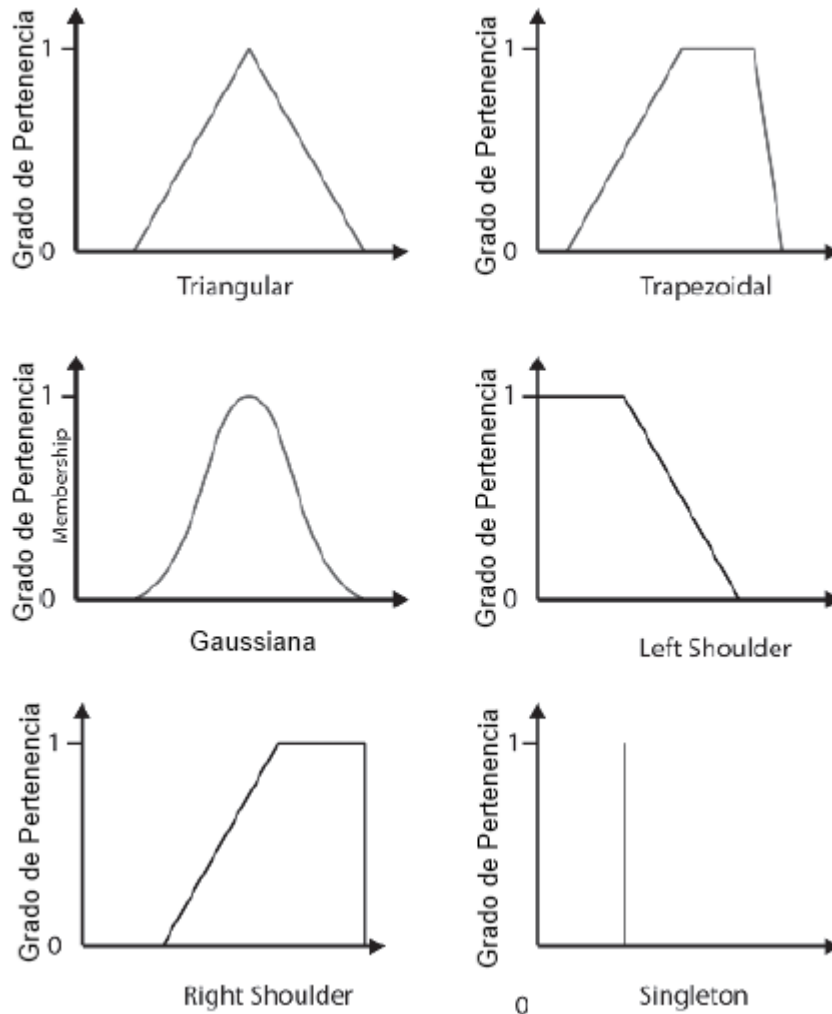 Grado de Pertenencia
1
0
Triangular
Grado de Pertenencia
1
0
Trapezoidal
Grado de Pertenencia
Membership
1
0
Gaussiana
Grado de Pertenencia
1
0
Left Shoulder
Grado de Pertenencia
1
0
Right Shoulder
Grado de Pertenencia
1
0
Singleton